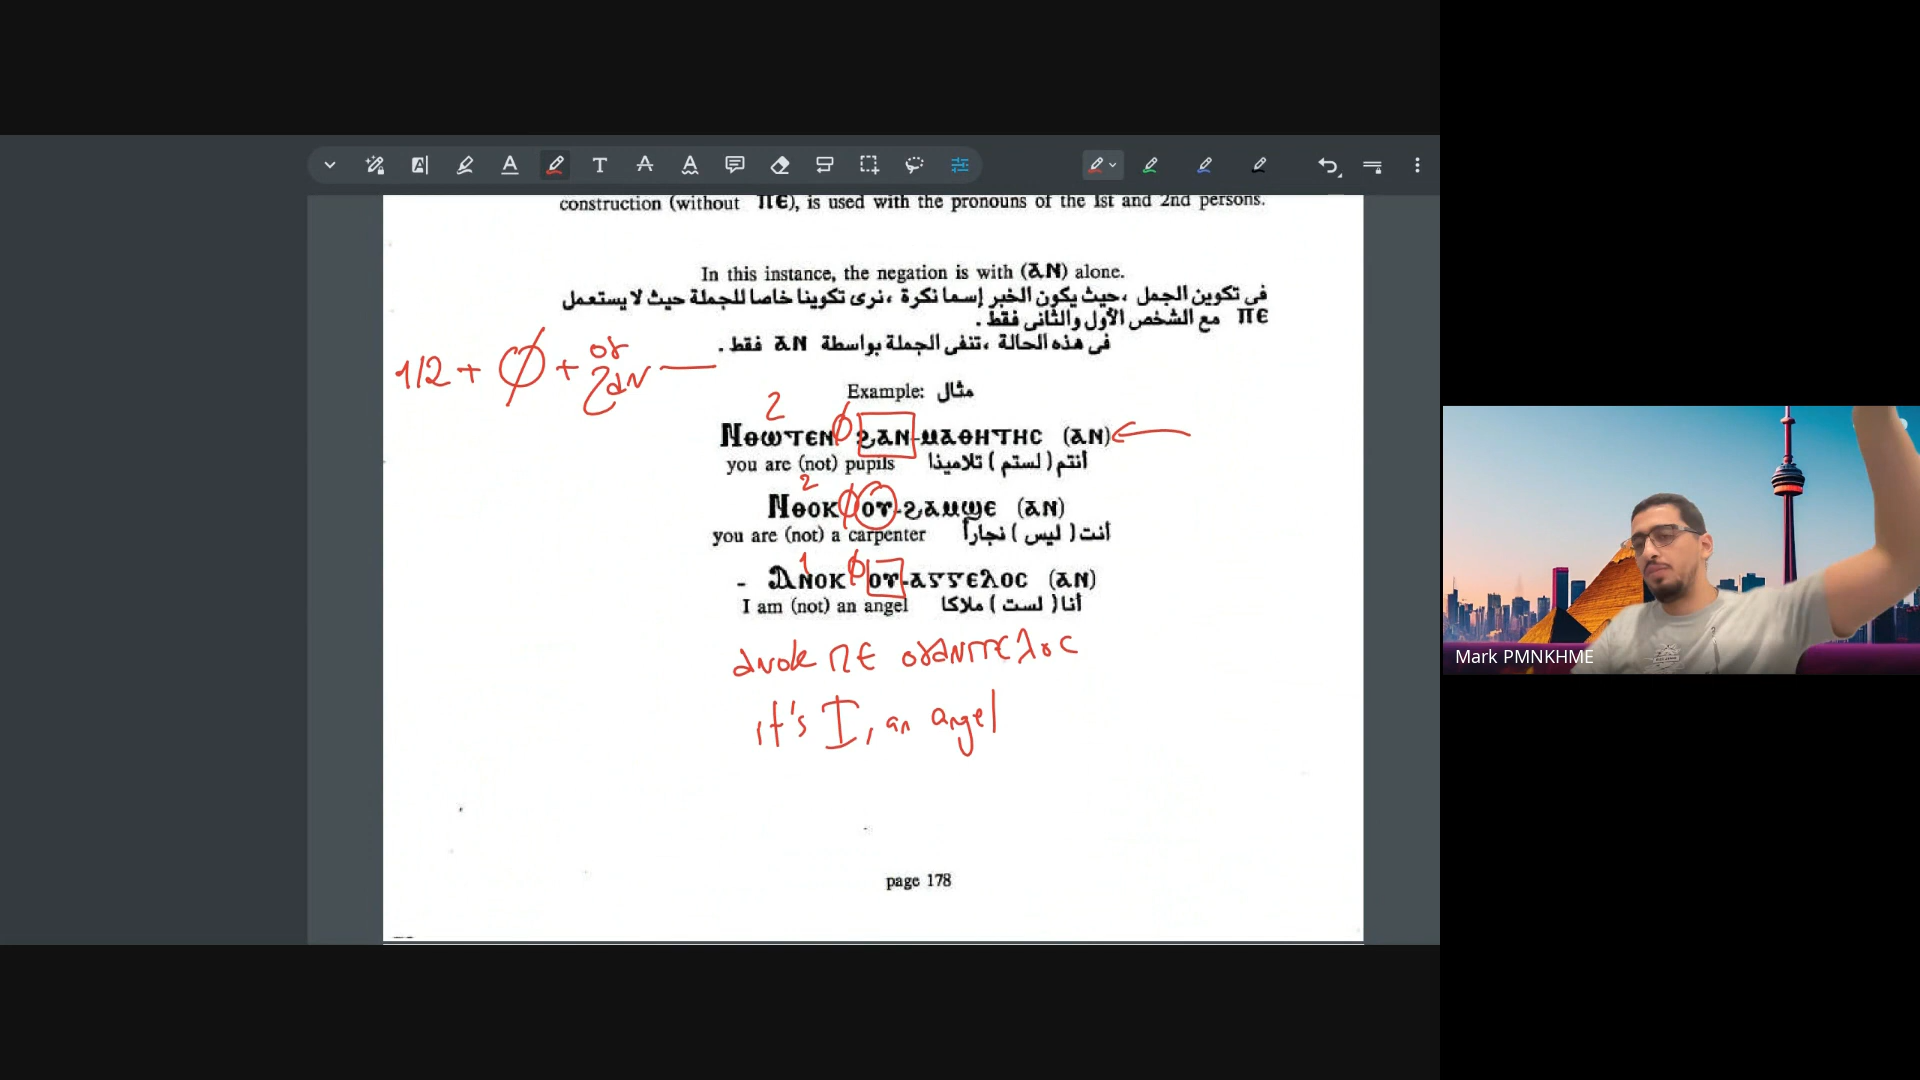 construction (without ⲠⲈ), is used with the pronouns of the 1st and 2nd persons.
In this instance, the negation is with (ⲀⲚ) alone.
فى تكوين الجمل ، حيث يكون الخبر إسما نكرة ، نرى تكوينا خاصا للجملة حيث لا يستعمل
ⲠⲈ مع الشخص الأول والثانى فقط .
فى هذه الحالة ، تنفى الجملة بواسطة ⲀⲚ فقط .
1/2 + ∅ + ⲟⲩ ϩⲁⲛ —
Example: مثال
2
Ⲛⲑⲱⲧⲉⲛ ∅ ϩⲁⲛ-ⲙⲁⲑⲏⲧⲏⲥ (ⲁⲛ)
you are (not) pupils أنتم ( لستم ) تلاميذا
2
Ⲛⲑⲟⲕ ∅ ⲟⲩ-ϩⲁⲙϣⲉ (ⲁⲛ)
you are (not) a carpenter أنت ( ليس ) نجاراً
1
- Ⲁⲛⲟⲕ ∅ ⲟⲩ-ⲁⲅⲅⲉⲗⲟⲥ (ⲁⲛ)
I am (not) an angel أنا ( لست ) ملاكا
ⲁⲛⲟⲕ ⲡⲉ ⲟⲩⲁⲛⲅⲅⲉⲗⲟⲥ
it's I, an angel
page 178
Mark PMNKHME